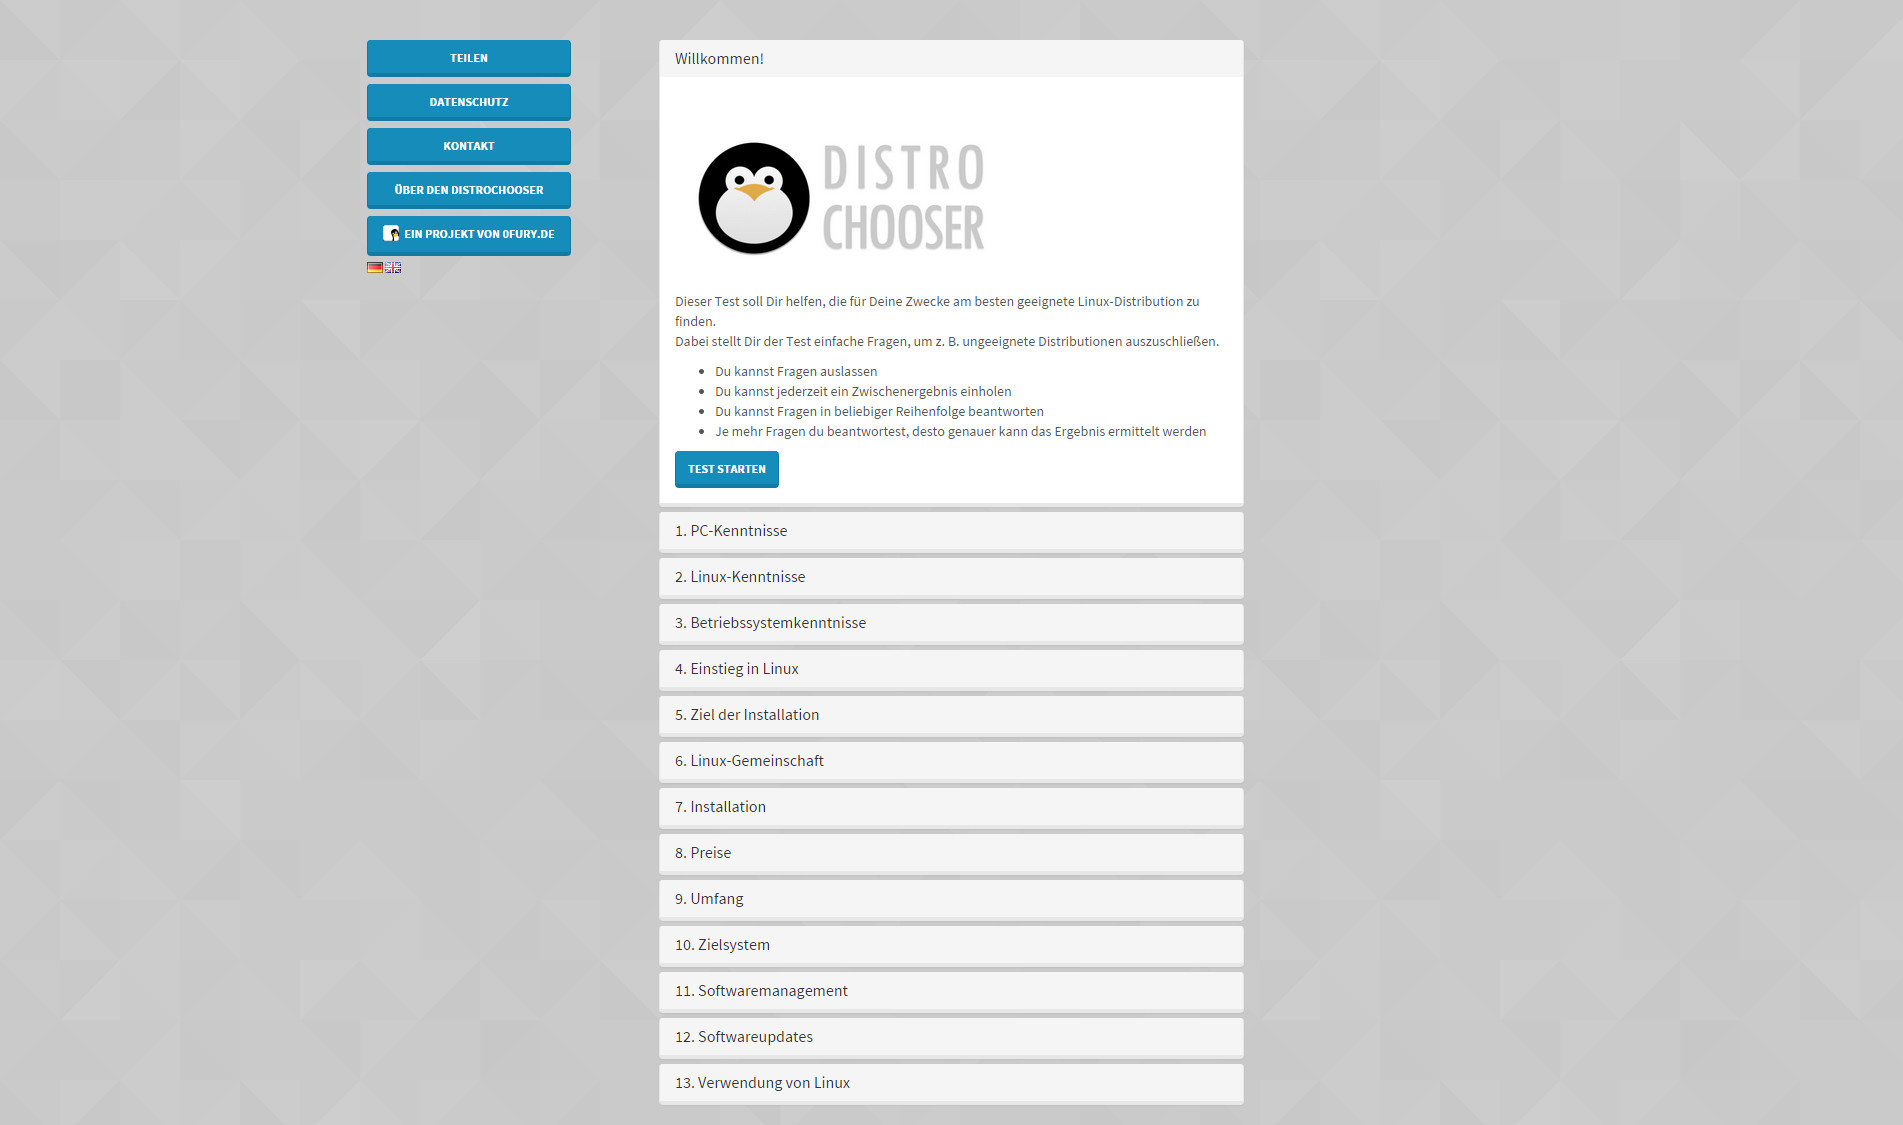 TEILEN
DATENSCHUTZ
KONTAKT
ÜBER DEN DISTROCHOOSER
EIN PROJEKT VON 0FURY.DE
Willkommen!
DISTRO
CHOOSER
Dieser Test soll Dir helfen, die für Deine Zwecke am besten geeignete Linux-Distribution zu
finden.
Dabei stellt Dir der Test einfache Fragen, um z. B. ungeeignete Distributionen auszuschließen.
Du kannst Fragen auslassen
Du kannst jederzeit ein Zwischenergebnis einholen
Du kannst Fragen in beliebiger Reihenfolge beantworten
Je mehr Fragen du beantwortest, desto genauer kann das Ergebnis ermittelt werden
TEST STARTEN
1. PC-Kenntnisse
2. Linux-Kenntnisse
3. Betriebssystemkenntnisse
4. Einstieg in Linux
5. Ziel der Installation
6. Linux-Gemeinschaft
7. Installation
8. Preise
9. Umfang
10. Zielsystem
11. Softwaremanagement
12. Softwareupdates
13. Verwendung von Linux